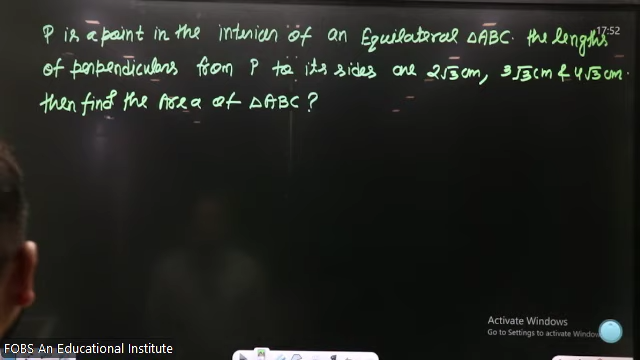 P is a point in the interior of an Equilateral △ABC. the lengths
17:52
of perpendiculars from P to its sides are 2√3 cm, 3√3 cm & 4√3 cm.
then find the Area of △ABC ?
Activate Windows
Go to Settings to activate Window
FOBS An Educational Institute